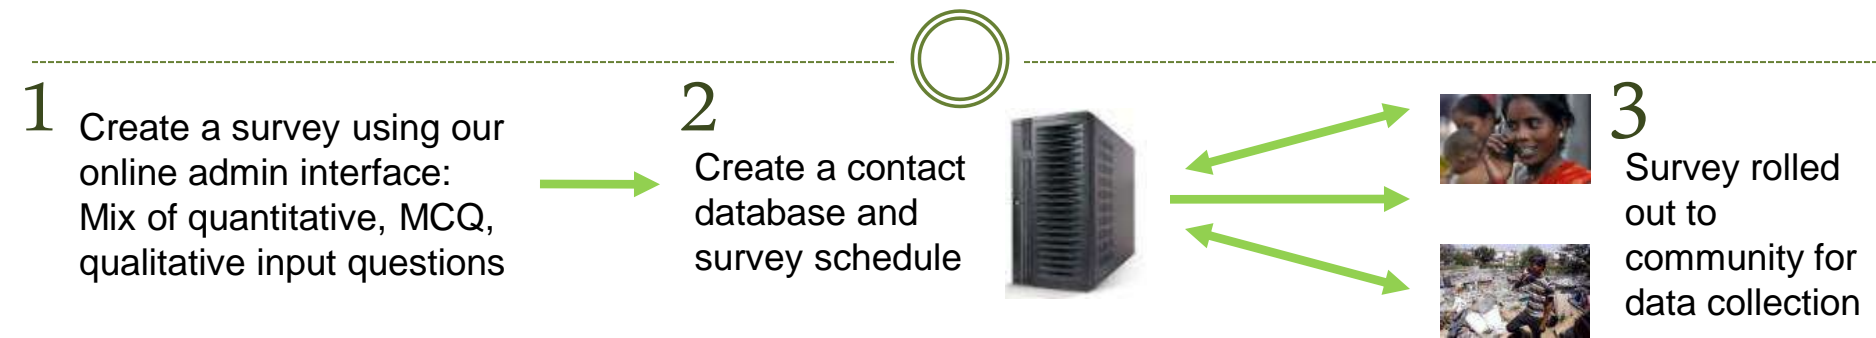 1
Create a survey using our
online admin interface:
Mix of quantitative, MCQ,
qualitative input questions
2
Create a contact
database and
survey schedule
3
Survey rolled
out to
community for
data collection